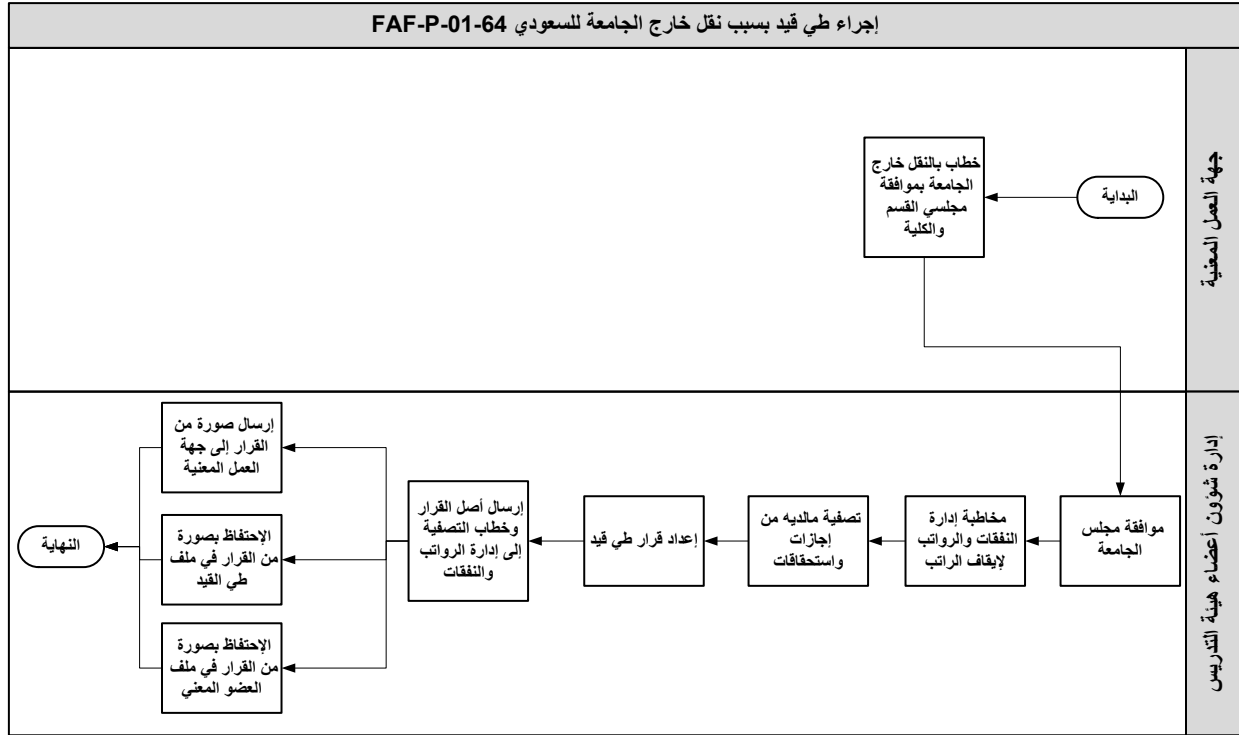 إجراء طي قيد بسبب نقل خارج الجامعة للسعودي FAF-P-01-64
جهة العمل المعنية
البداية
خطاب بالنقل خارج
الجامعة بموافقة
مجلسي القسم
والكلية
إدارة شؤون أعضاء هيئة التدريس
موافقة مجلس
الجامعة
مخاطبة إدارة
النفقات والرواتب
لإيقاف الراتب
تصفية مالديه من
إجازات
واستحقاقات
إعداد قرار طي قيد
إرسال أصل القرار
وخطاب التصفية
إلى إدارة الرواتب
والنفقات
إرسال صورة من
القرار إلى جهة
العمل المعنية
الإحتفاظ بصورة
من القرار في ملف
طي القيد
الإحتفاظ بصورة
من القرار في ملف
العضو المعني
النهاية